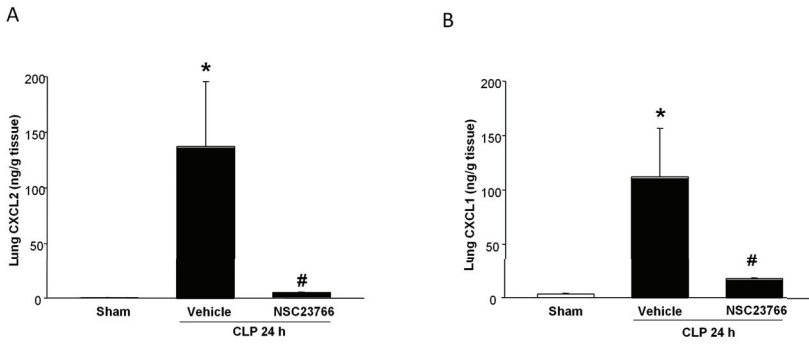 A
Lung CXCL2 (ng/g tissue)
200
150
100
50
0
*
#
Sham Vehicle NSC23766
CLP 24 h
B
Lung CXCL1 (ng/g tissue)
200
150
100
50
0
*
#
Sham Vehicle NSC23766
CLP 24 h